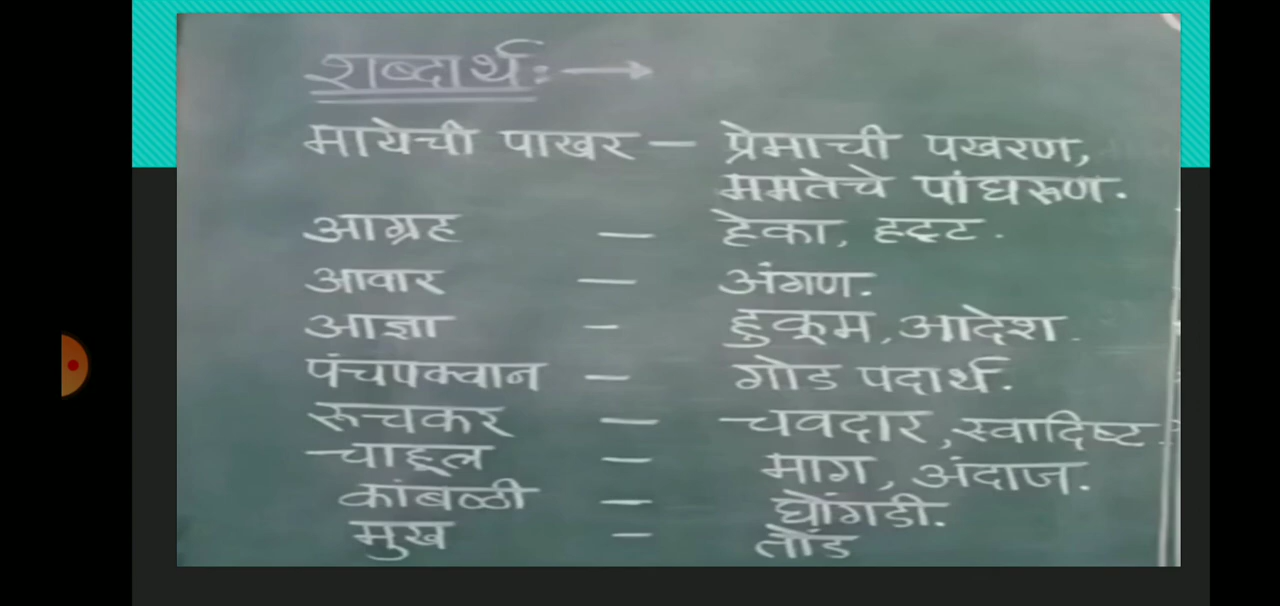 शब्दार्थ :→
मायेची पाखर – प्रेमाची पखरण,
ममतेचे पांघरूण.
आग्रह – हेका, हट्ट.
आवार – अंगण.
आज्ञा – हुकूम, आदेश.
पंचपक्वान – गोड पदार्थ.
रूचकर – चवदार, स्वादिष्ट.
चाहूल – माग, अंदाज.
कांबळी – घोंगडी.
मुख – तोंड